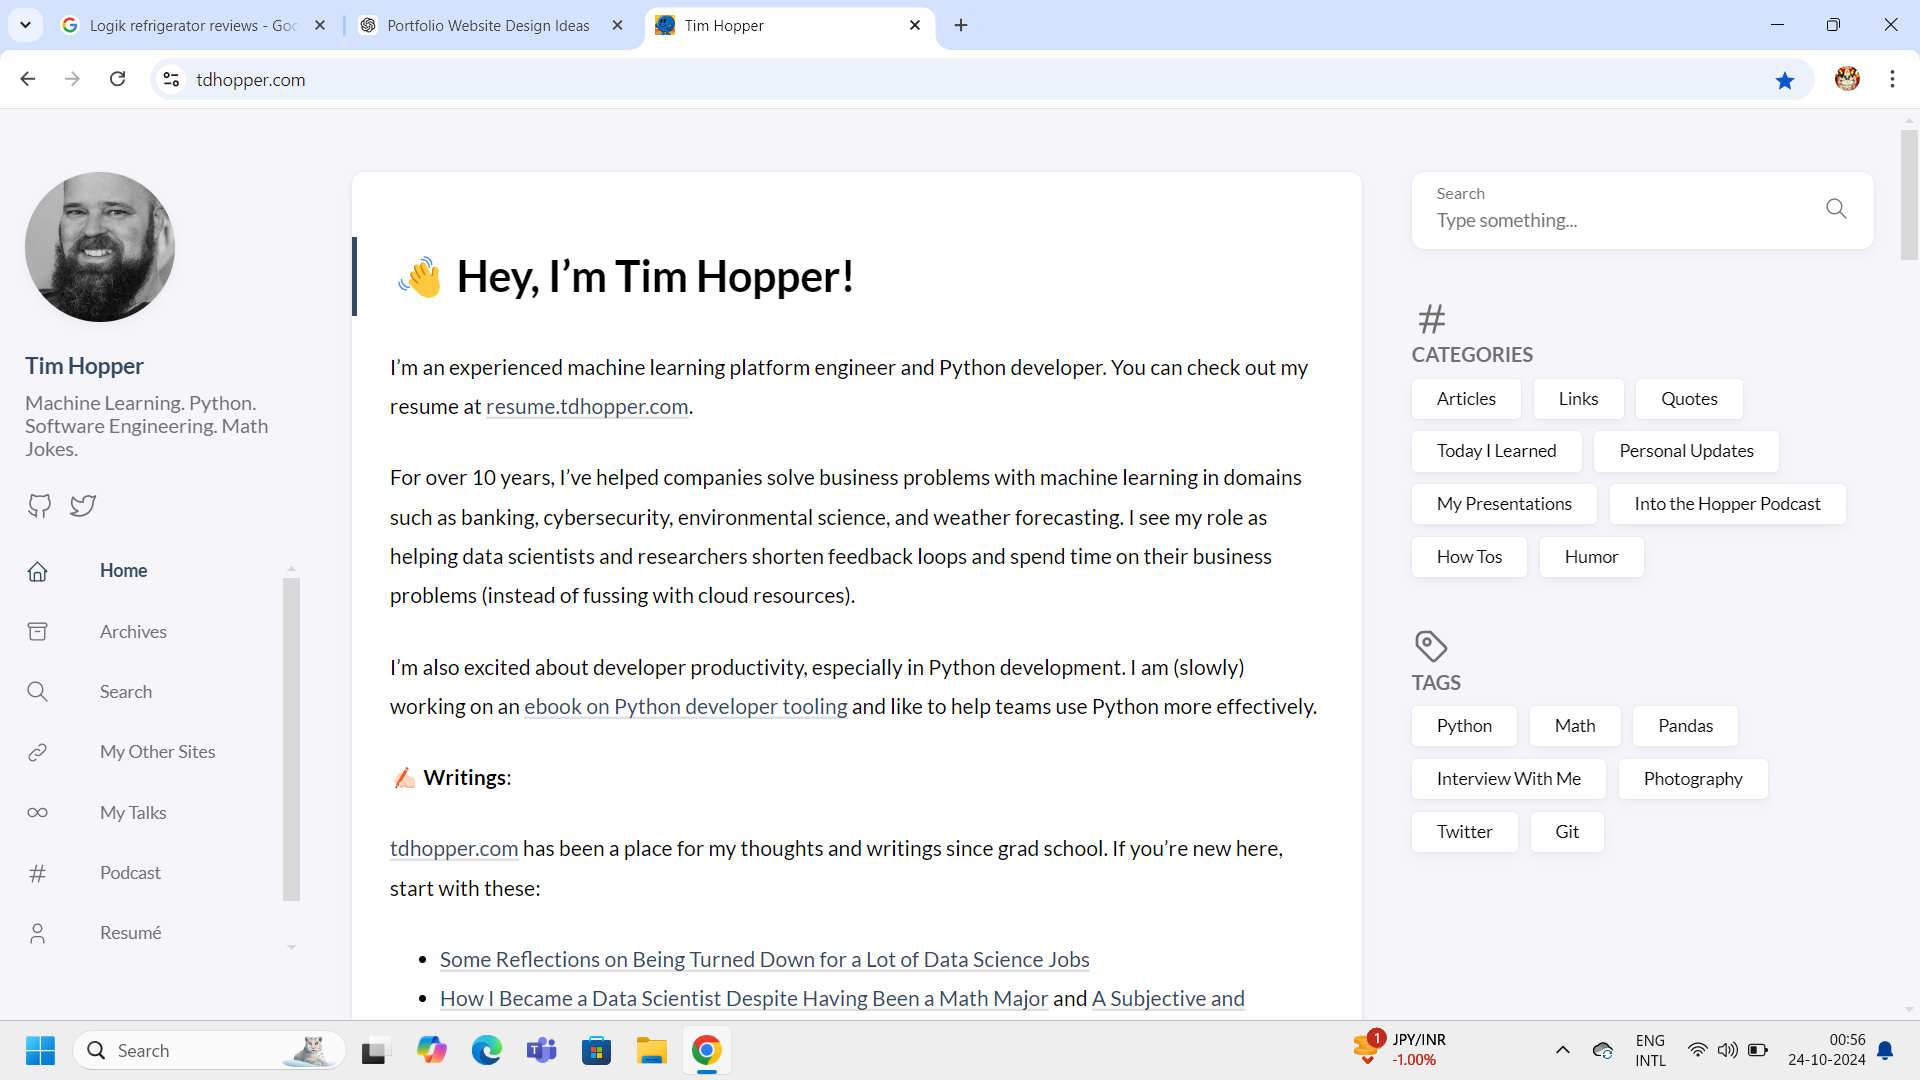 Logik refrigerator reviews - Goo
Portfolio Website Design Ideas
Tim Hopper
tdhopper.com
Tim Hopper
Machine Learning. Python.
Software Engineering. Math
Jokes.
Home
Archives
Search
My Other Sites
My Talks
Podcast
Resumé
👋 Hey, I’m Tim Hopper!
I’m an experienced machine learning platform engineer and Python developer. You can check out my
resume at resume.tdhopper.com.
For over 10 years, I’ve helped companies solve business problems with machine learning in domains
such as banking, cybersecurity, environmental science, and weather forecasting. I see my role as
helping data scientists and researchers shorten feedback loops and spend time on their business
problems (instead of fussing with cloud resources).
I’m also excited about developer productivity, especially in Python development. I am (slowly)
working on an ebook on Python developer tooling and like to help teams use Python more effectively.
✍🏻 Writings:
tdhopper.com has been a place for my thoughts and writings since grad school. If you’re new here,
start with these:
• Some Reflections on Being Turned Down for a Lot of Data Science Jobs
• How I Became a Data Scientist Despite Having Been a Math Major and A Subjective and
Search
Type something...
CATEGORIES
Articles Links Quotes
Today I Learned Personal Updates
My Presentations Into the Hopper Podcast
How Tos Humor
TAGS
Python Math Pandas
Interview With Me Photography
Twitter Git
Search
1
JPY/INR
-1.00%
ENG
INTL
00:56
24-10-2024